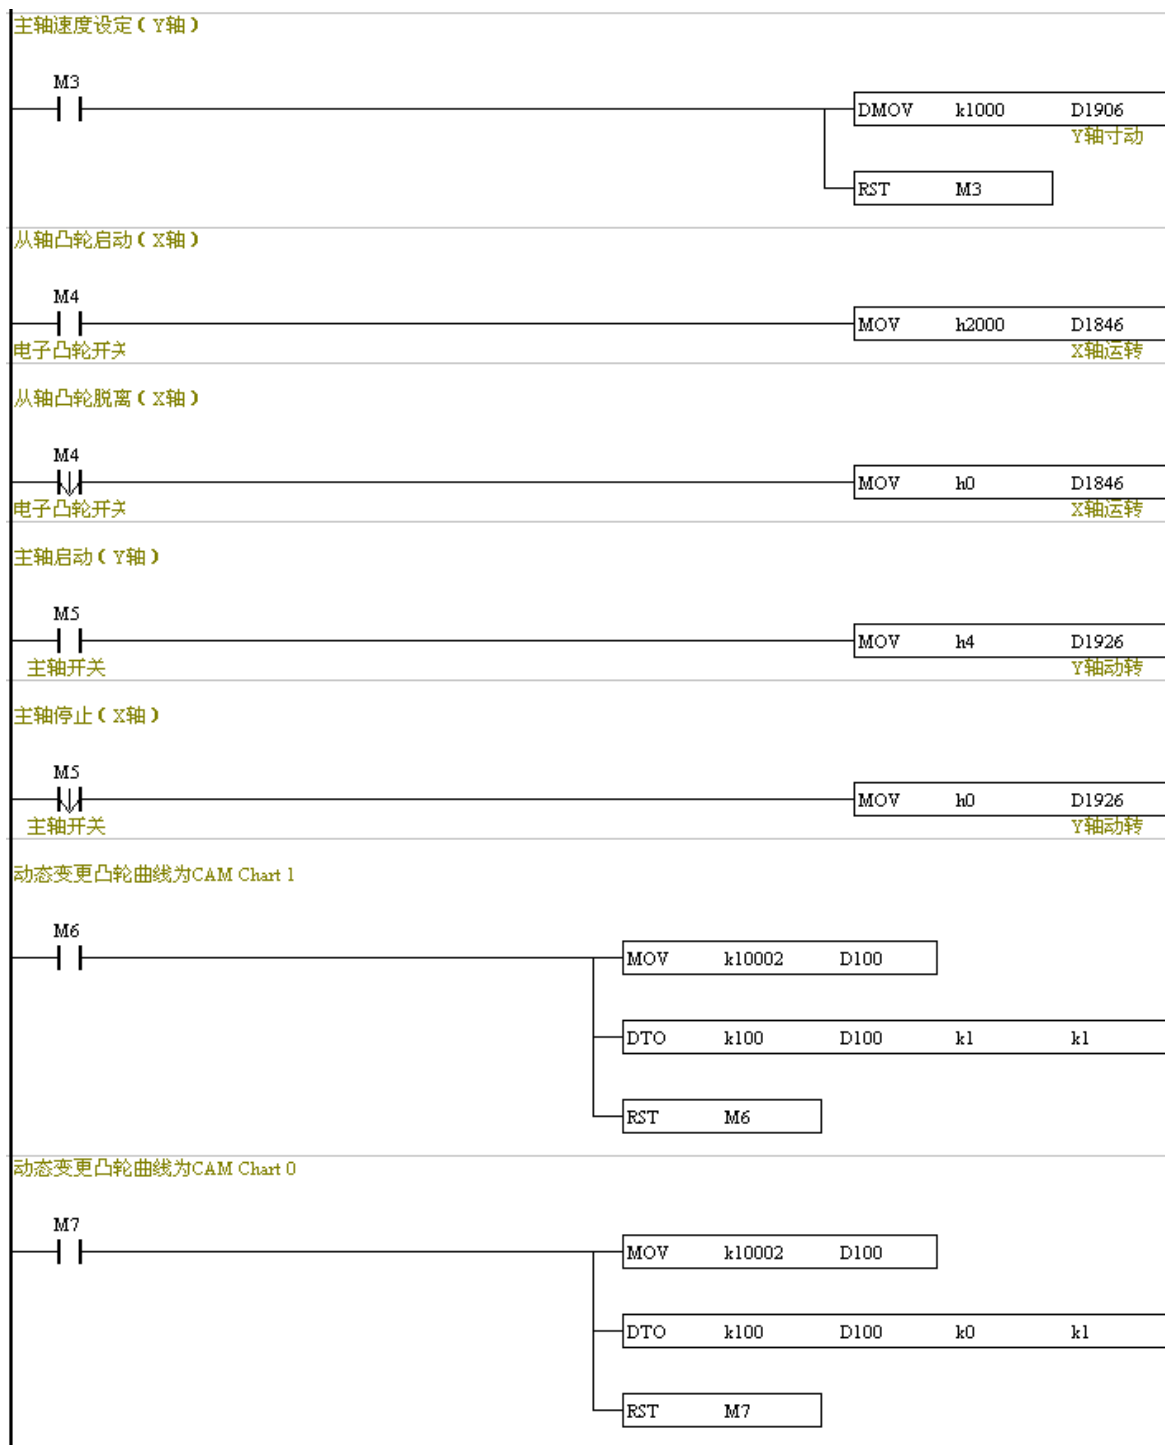 主轴速度设定(Y轴)
M3
DMOV k1000 D1906
Y轴寸动
RST M3
从轴凸轮启动(X轴)
M4
MOV h2000 D1846
电子凸轮开关 X轴运转
从轴凸轮脱离(X轴)
M4
MOV h0 D1846
电子凸轮开关 X轴运转
主轴启动(Y轴)
M5
MOV h4 D1926
主轴开关 Y轴动转
主轴停止(X轴)
M5
MOV h0 D1926
主轴开关 Y轴动转
动态变更凸轮曲线为CAM Chart 1
M6
MOV k10002 D100
DTO k100 D100 k1 k1
RST M6
动态变更凸轮曲线为CAM Chart 0
M7
MOV k10002 D100
DTO k100 D100 k0 k1
RST M7